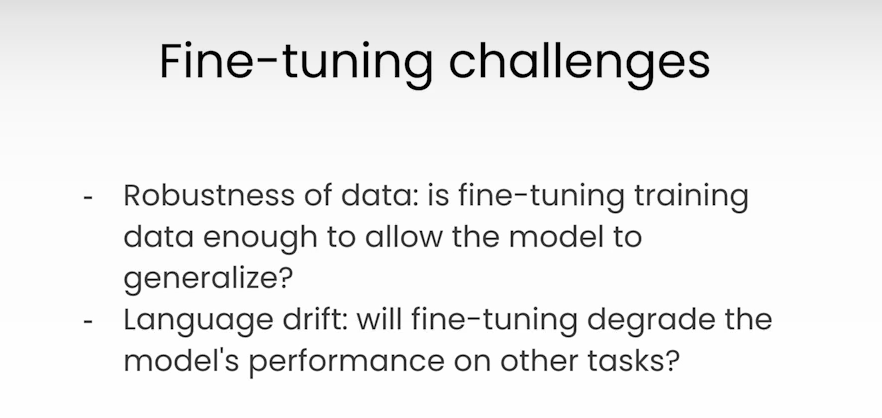 Fine-tuning challenges
- Robustness of data: is fine-tuning training
data enough to allow the model to
generalize?
- Language drift: will fine-tuning degrade the
model's performance on other tasks?